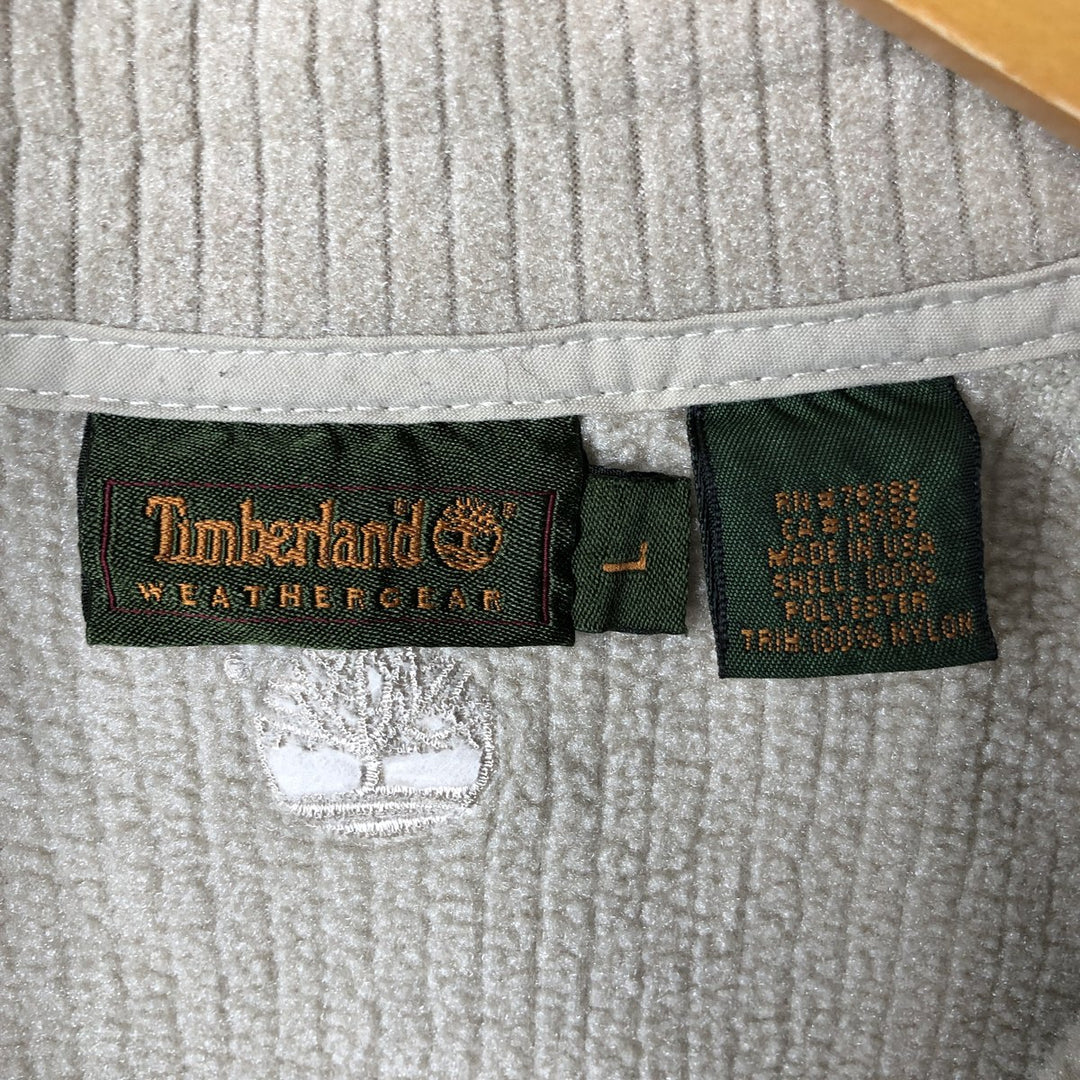 Timberland
WEATHERGEAR
L
MADE IN USA
SHELL: 100%
POLYESTER
TRIM: 100% NYLON